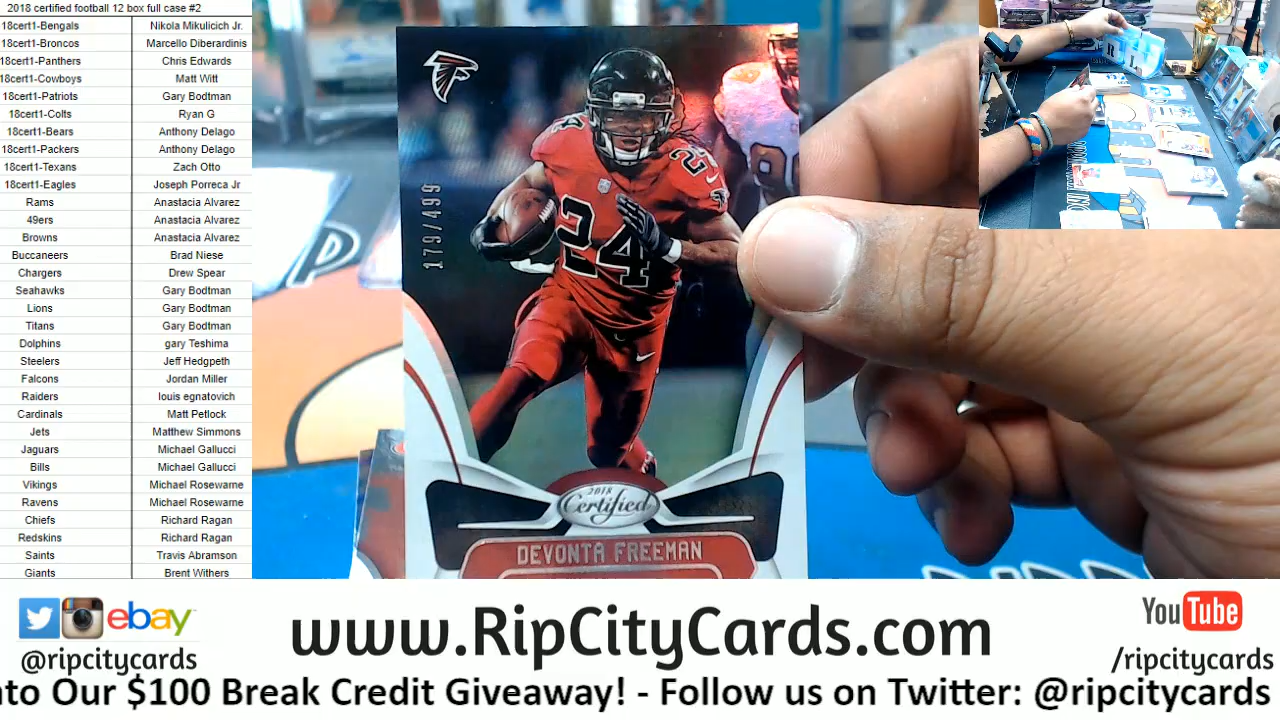 2018 certified football 12 box full case #2
18cert1-Bengals Nikola Mikulicich Jr.
18cert1-Broncos Marcello Diberardinis
18cert1-Panthers Chris Edwards
18cert1-Cowboys Matt Witt
18cert1-Patriots Gary Bodtman
18cert1-Colts Ryan G
18cert1-Bears Anthony Delago
18cert1-Packers Anthony Delago
18cert1-Texans Zach Otto
18cert1-Eagles Joseph Porreca Jr
Rams Anastacia Alvarez
49ers Anastacia Alvarez
Browns Anastacia Alvarez
Buccaneers Brad Niese
Chargers Drew Spear
Seahawks Gary Bodtman
Lions Gary Bodtman
Titans Gary Bodtman
Dolphins gary Teshima
Steelers Jeff Hedgpeth
Falcons Jordan Miller
Raiders louis egnatovich
Cardinals Matt Petlock
Jets Matthew Simmons
Jaguars Michael Gallucci
Bills Michael Gallucci
Vikings Michael Rosewarne
Ravens Michael Rosewarne
Chiefs Richard Ragan
Redskins Richard Ragan
Saints Travis Abramson
Giants Brent Withers
179/499
24
24
24
2018
Certified
DEVONTA FREEMAN
ebay
@ripcitycards
www.RipCityCards.com
YouTube
/ripcitycards
nto Our $100 Break Credit Giveaway! - Follow us on Twitter: @ripcitycards